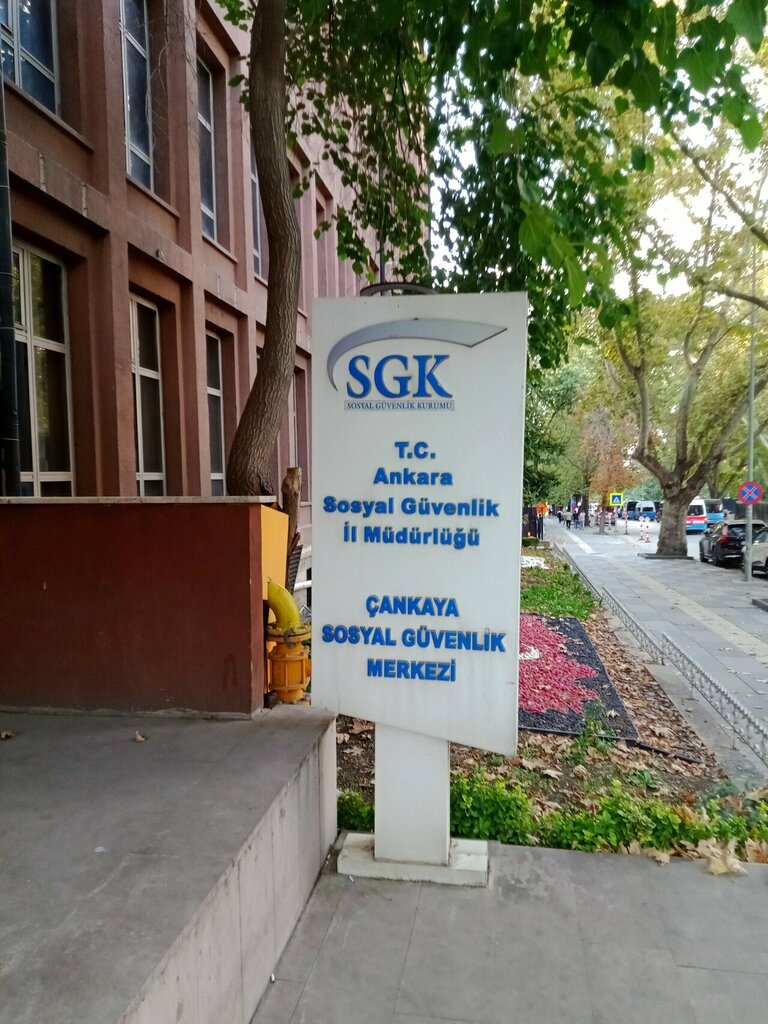 SGK
SOSYAL GÜVENLİK KURUMU
T.C.
Ankara
Sosyal Güvenlik
İl Müdürlüğü
ÇANKAYA
SOSYAL GÜVENLİK
MERKEZİ